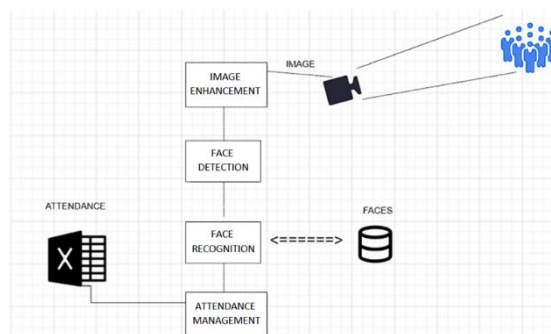 IMAGE
IMAGE
ENHANCEMENT
FACE
DETECTION
ATTENDANCE
FACES
FACE
RECOGNITION
<======>
X
ATTENDANCE
MANAGEMENT